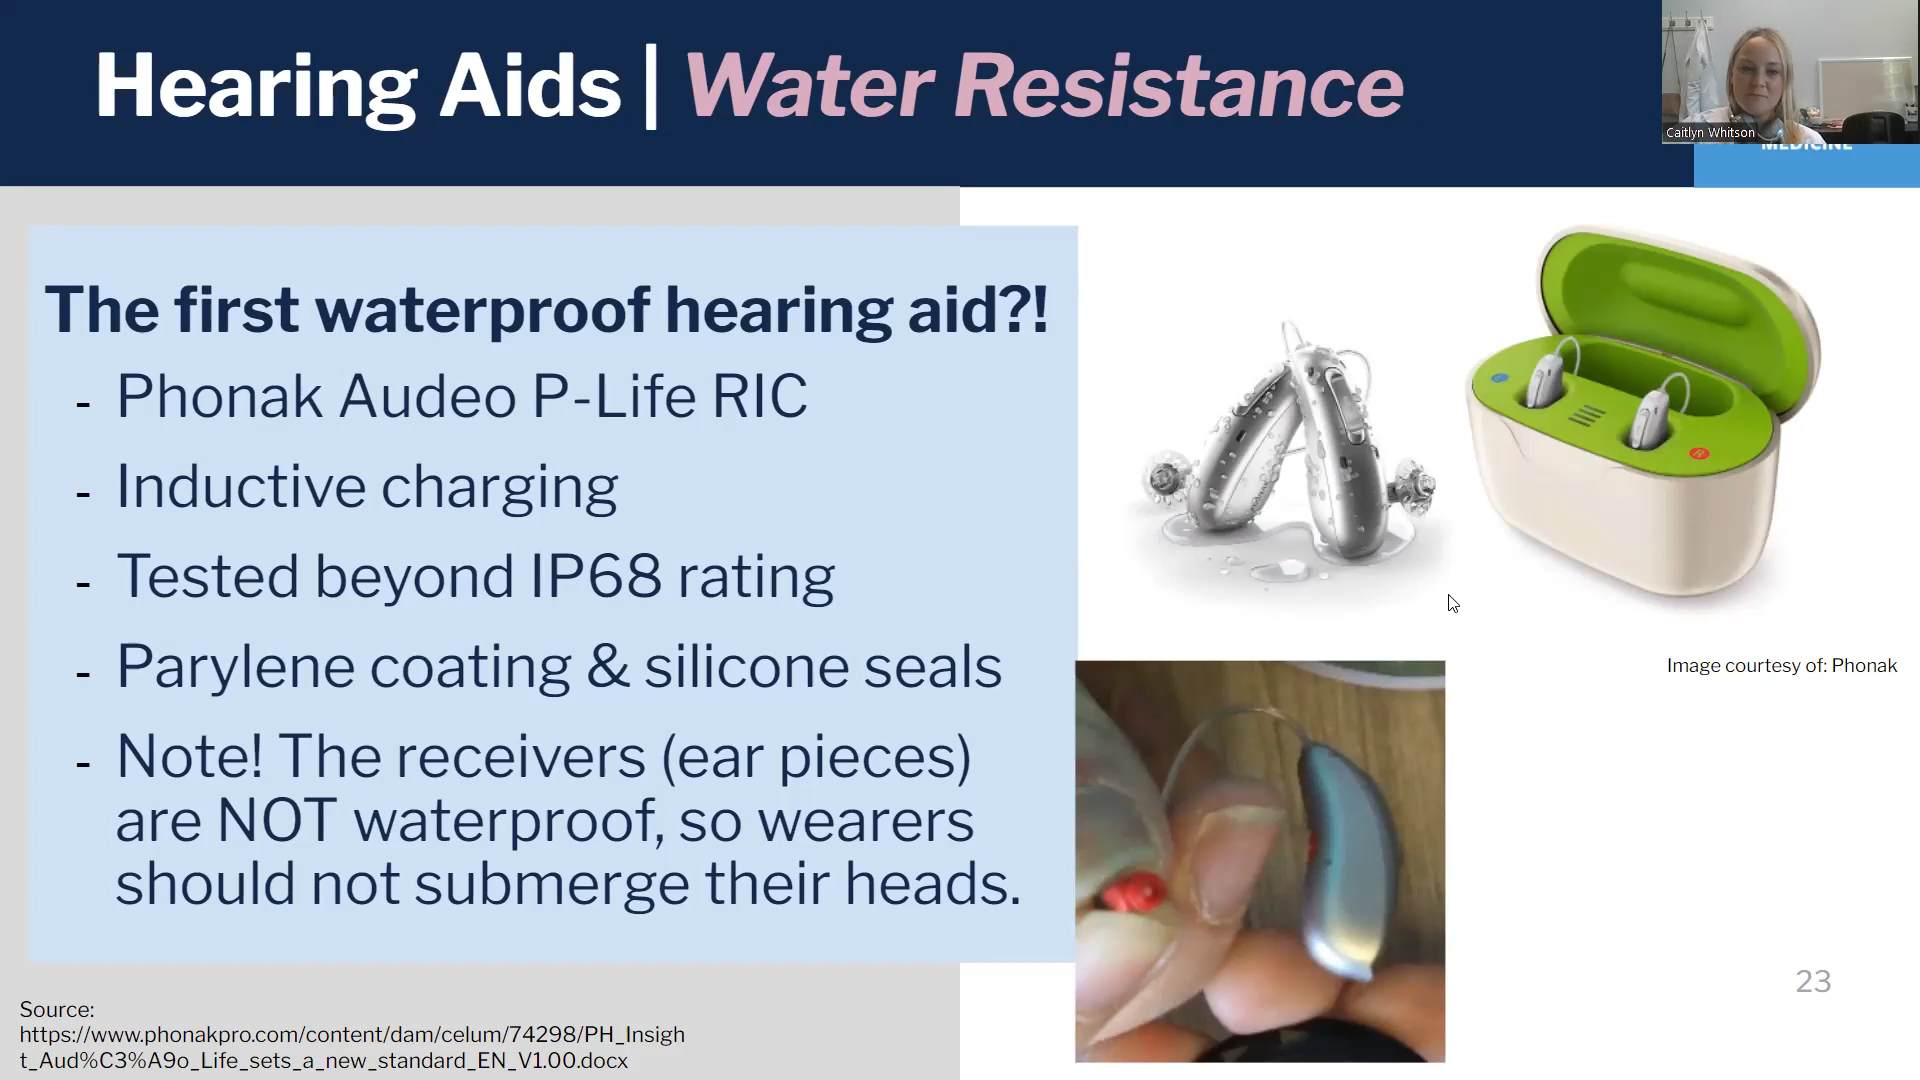 Hearing Aids | Water Resistance
Caitlyn Whitson
MEDICINE
The first waterproof hearing aid?!
- Phonak Audeo P-Life RIC
- Inductive charging
- Tested beyond IP68 rating
- Parylene coating & silicone seals
- Note! The receivers (ear pieces)
are NOT waterproof, so wearers
should not submerge their heads.
Image courtesy of: Phonak
23
Source:
https://www.phonakpro.com/content/dam/celum/74298/PH_Insigh
t_Aud%C3%A9o_Life_sets_a_new_standard_EN_V1.00.docx